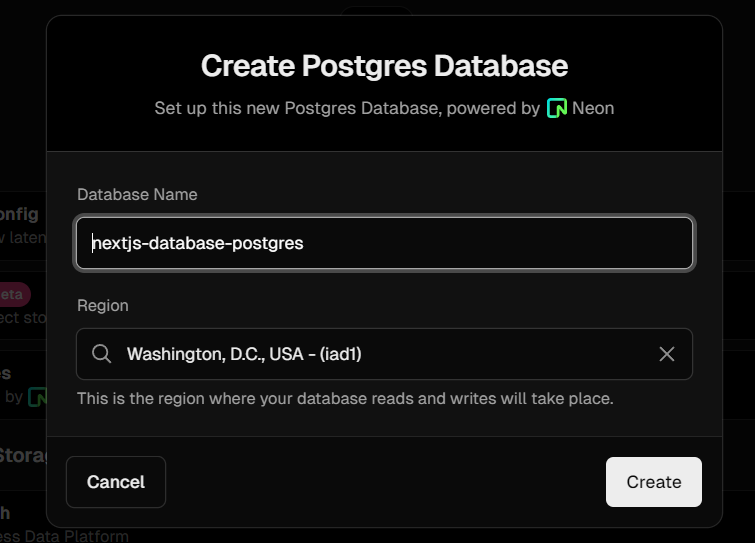 Create Postgres Database
Set up this new Postgres Database, powered by Neon
Database Name
nextjs-database-postgres
Region
Washington, D.C., USA - (iad1)
This is the region where your database reads and writes will take place.
Cancel
Create
onfig
v laten
eta
ect sto
s
by
Storag
h
ess Data Platform